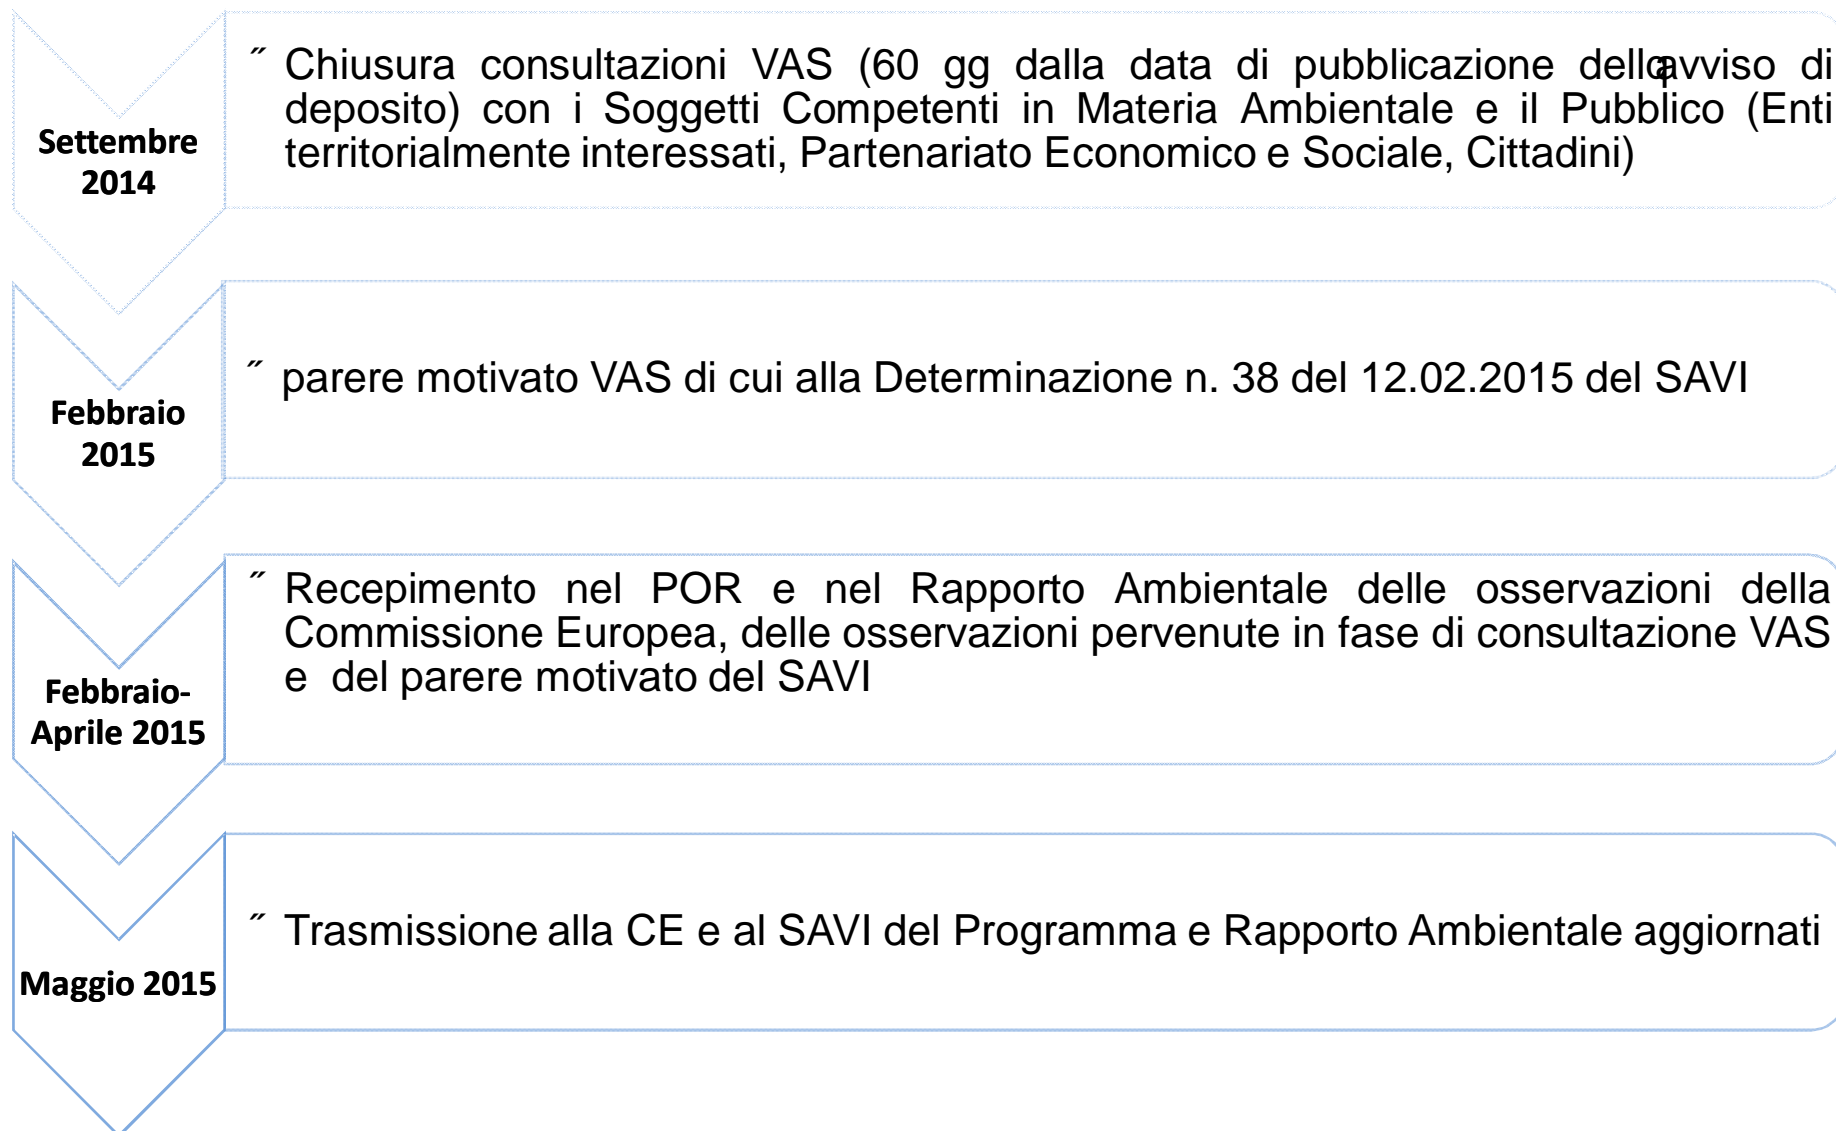 Settembre
2014
˝ Chiusura consultazioni VAS (60 gg dalla data di pubblicazione dellqavviso di
deposito) con i Soggetti Competenti in Materia Ambientale e il Pubblico (Enti
territorialmente interessati, Partenariato Economico e Sociale, Cittadini)
Febbraio
2015
˝ parere motivato VAS di cui alla Determinazione n. 38 del 12.02.2015 del SAVI
Febbraio-
Aprile 2015
˝ Recepimento nel POR e nel Rapporto Ambientale delle osservazioni della
Commissione Europea, delle osservazioni pervenute in fase di consultazione VAS
e del parere motivato del SAVI
Maggio 2015
˝ Trasmissione alla CE e al SAVI del Programma e Rapporto Ambientale aggiornati